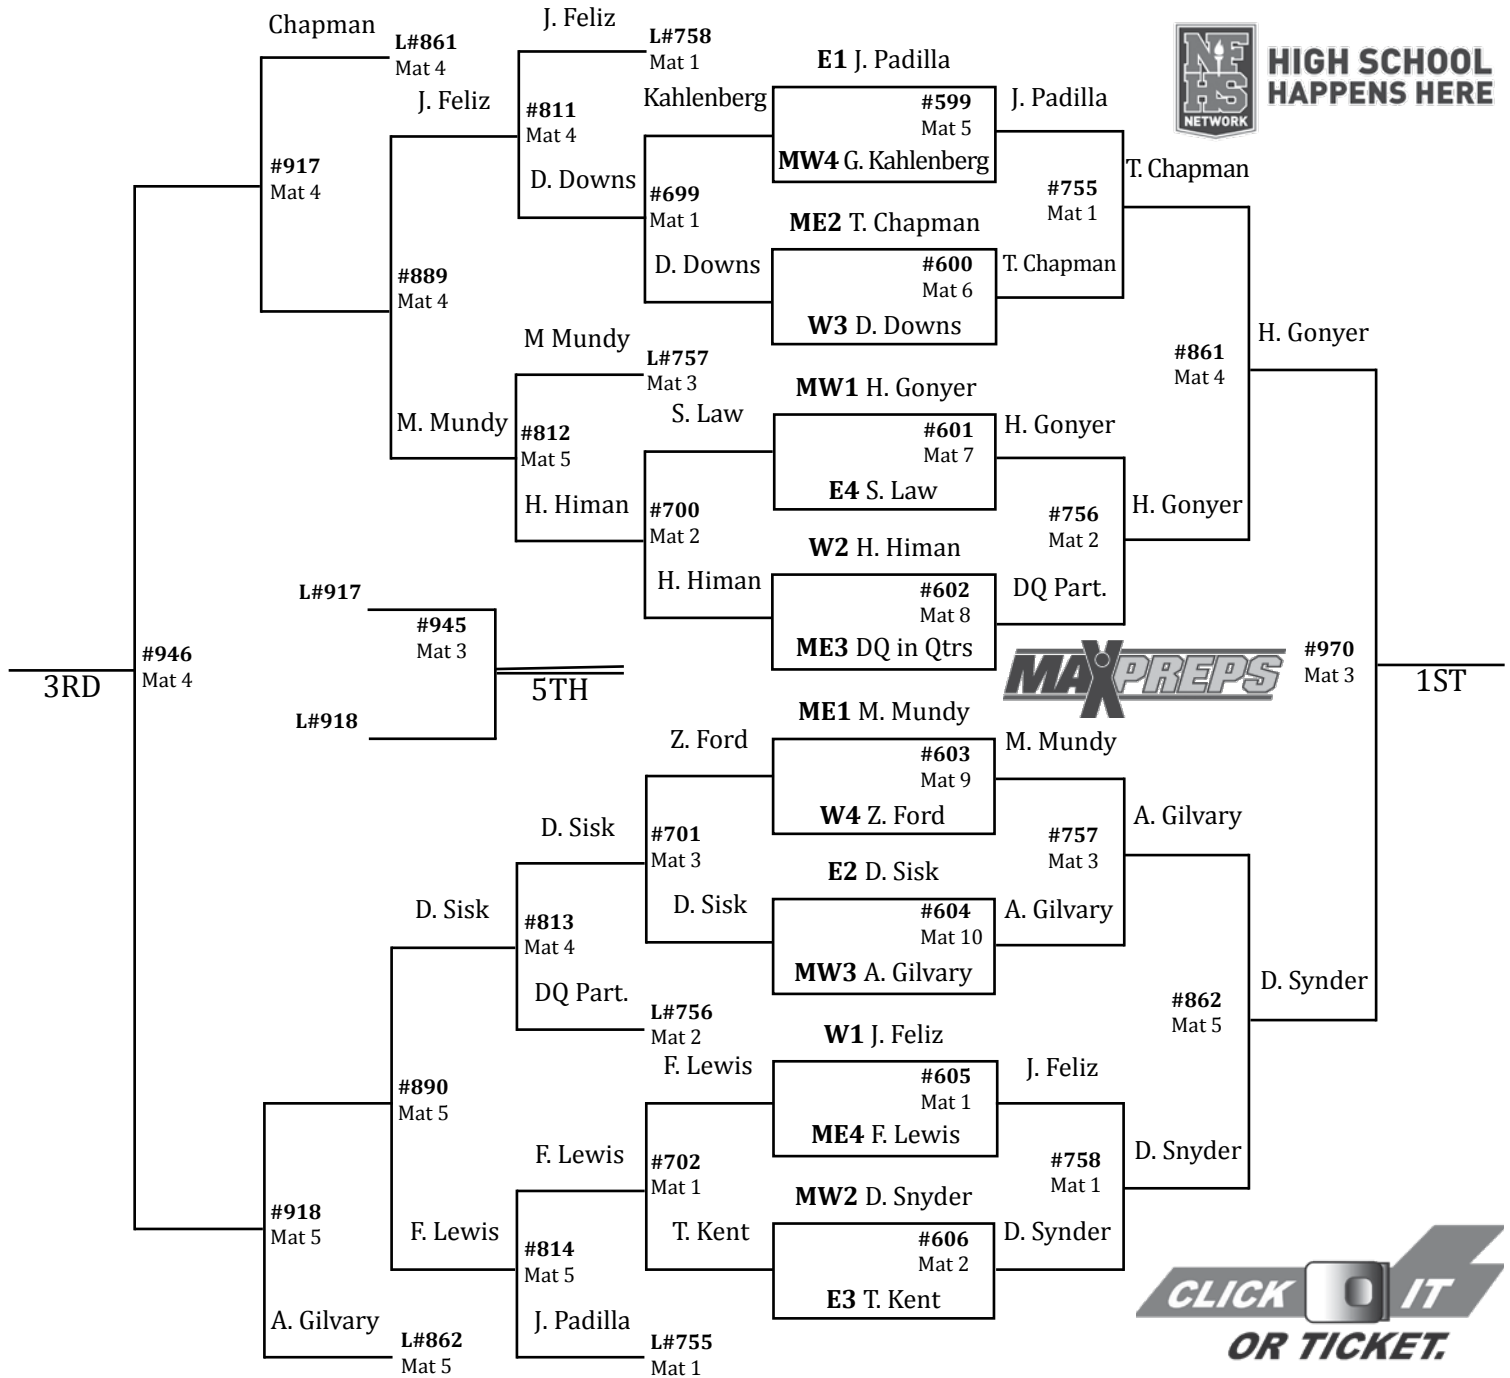 Chapman
L#861
Mat 4
J. Feliz
L#758
Mat 1
E1 J. Padilla
NFHS
NETWORK
HIGH SCHOOL
HAPPENS HERE
J. Feliz
#811
Mat 4
Kahlenberg
#599
Mat 5
J. Padilla
MW4 G. Kahlenberg
#917
Mat 4
D. Downs
#699
Mat 1
#755
Mat 1
T. Chapman
ME2 T. Chapman
D. Downs
#600
Mat 6
T. Chapman
#889
Mat 4
W3 D. Downs
M Mundy
L#757
Mat 3
#861
Mat 4
H. Gonyer
MW1 H. Gonyer
M. Mundy
#812
Mat 5
S. Law
#601
Mat 7
H. Gonyer
E4 S. Law
H. Himan
#700
Mat 2
#756
Mat 2
H. Gonyer
W2 H. Himan
H. Himan
#602
Mat 8
DQ Part.
ME3 DQ in Qtrs
L#917
#945
Mat 3
#946
Mat 4
3RD
5TH
L#918
MAXPREPS
#970
Mat 3
1ST
ME1 M. Mundy
Z. Ford
#603
Mat 9
M. Mundy
W4 Z. Ford
D. Sisk
#701
Mat 3
#757
Mat 3
A. Gilvary
E2 D. Sisk
D. Sisk
#813
Mat 4
D. Sisk
#604
Mat 10
A. Gilvary
MW3 A. Gilvary
DQ Part.
L#756
Mat 2
#862
Mat 5
D. Synder
W1 J. Feliz
F. Lewis
#605
Mat 1
J. Feliz
#890
Mat 5
ME4 F. Lewis
F. Lewis
#702
Mat 1
#758
Mat 1
D. Snyder
MW2 D. Snyder
#918
Mat 5
F. Lewis
#814
Mat 5
T. Kent
#606
Mat 2
D. Synder
E3 T. Kent
A. Gilvary
L#862
Mat 5
J. Padilla
L#755
Mat 1
CLICK IT
OR TICKET.